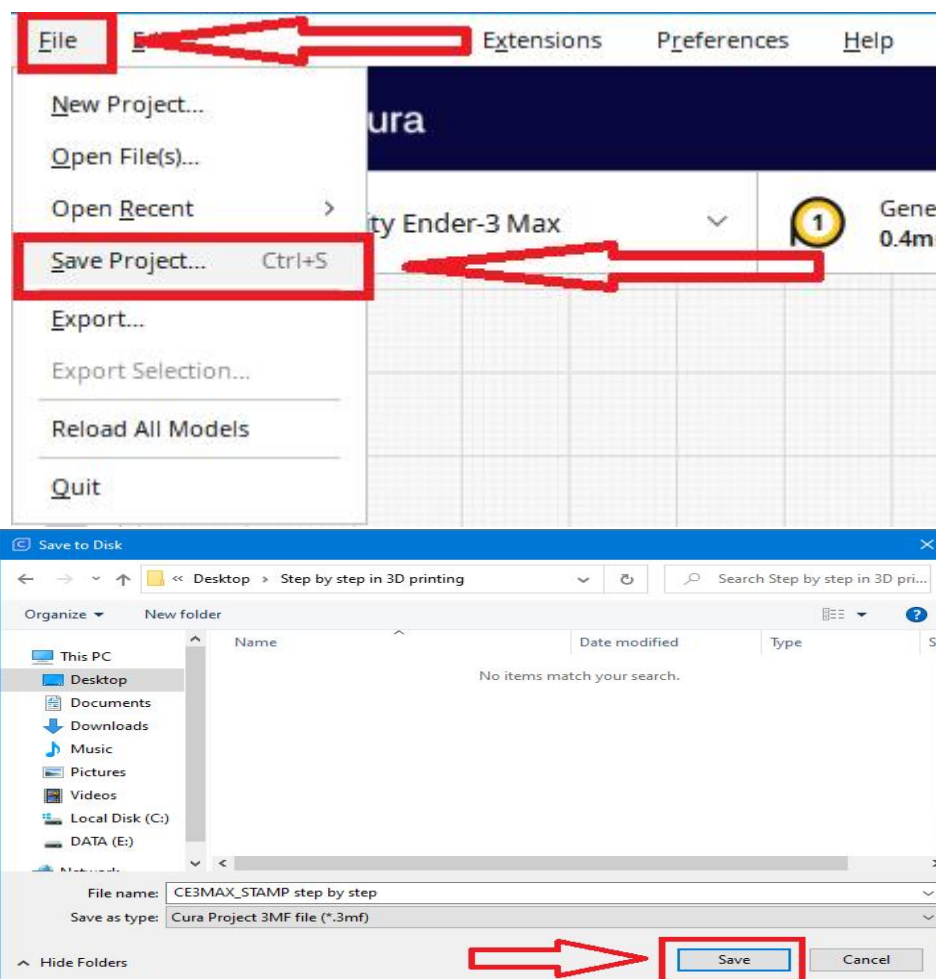 File Extensions Preferences Help
New Project...
ura
Open File(s)...
Open Recent >
ty Ender-3 Max
1
Gene
0.4m
Save Project... Ctrl+S
Export...
Export Selection...
Reload All Models
Quit
Save to Disk
« Desktop > Step by step in 3D printing
Search Step by step in 3D pri...
Organize New folder
?
Name Date modified Type S
This PC
No items match your search.
Desktop
Documents
Downloads
Music
Pictures
Videos
Local Disk (C:)
DATA (E:)
File name: CE3MAX_STAMP step by step
Save as type: Cura Project 3MF file (*.3mf)
Hide Folders
Save Cancel